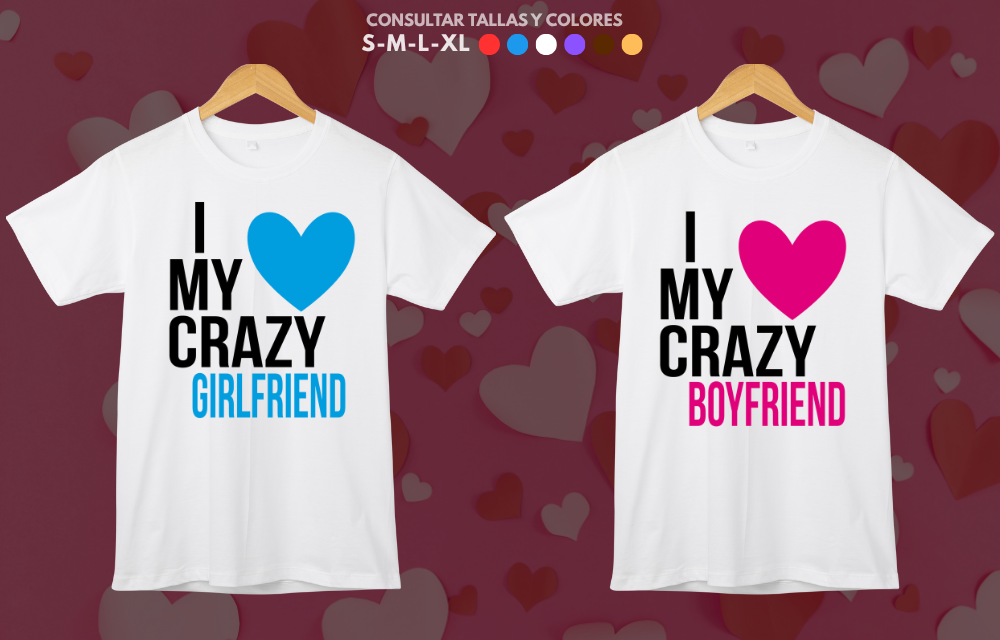 CONSULTAR TALLAS Y COLORES
S-M-L-XL
I
MY
CRAZY
GIRLFRIEND
I
MY
CRAZY
BOYFRIEND